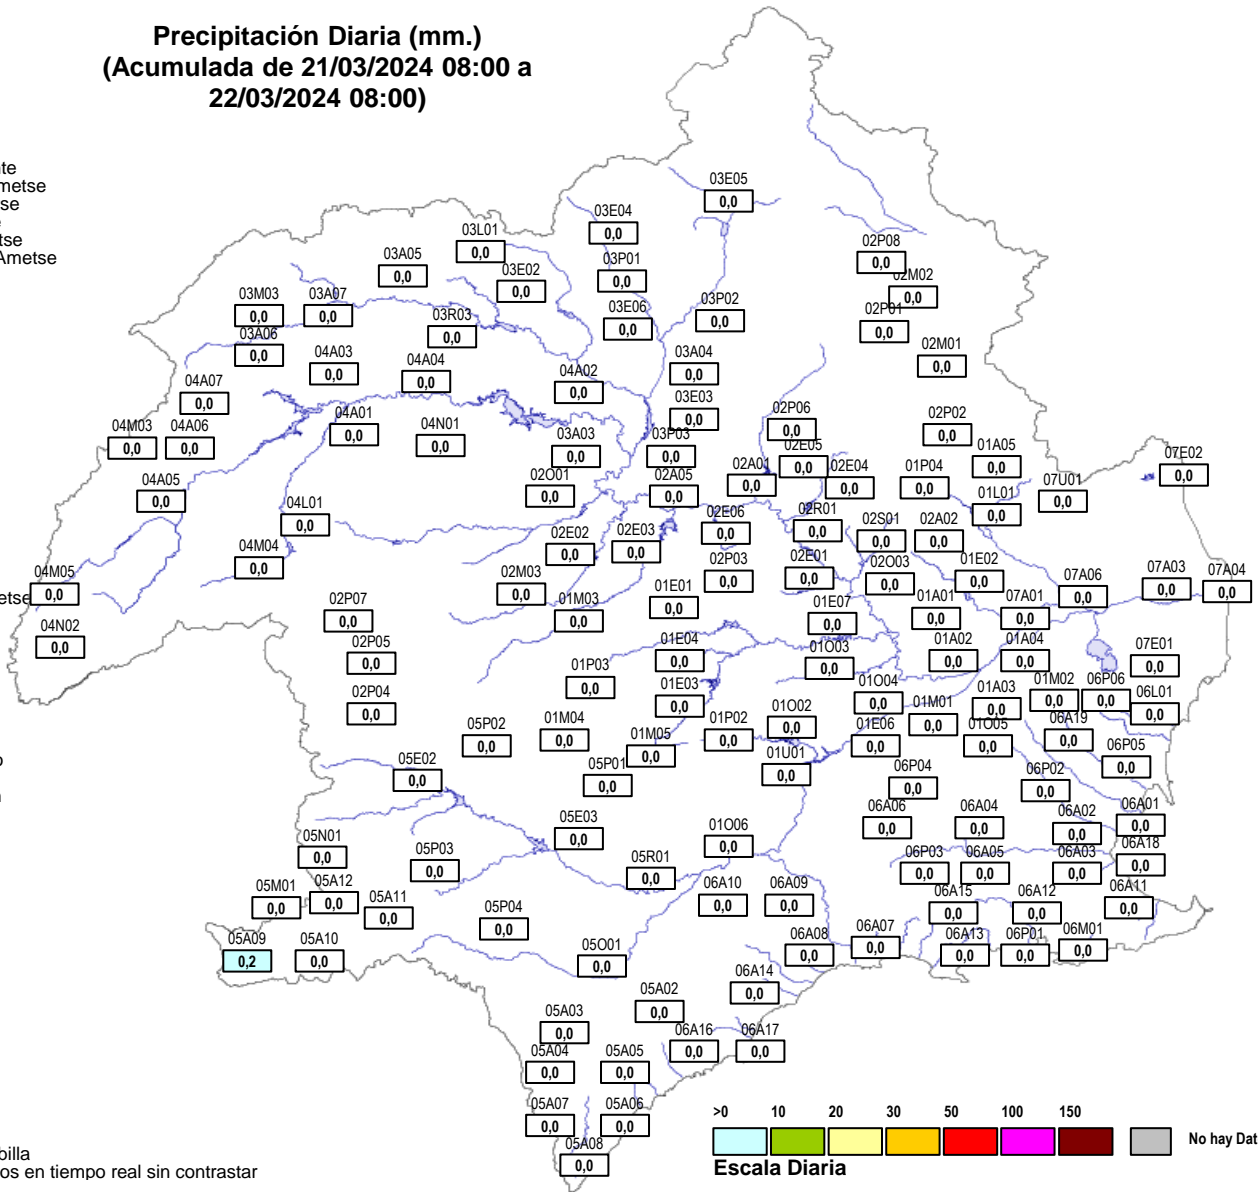 Precipitación Diaria (mm.)
(Acumulada de 21/03/2024 08:00 a
22/03/2024 08:00)
nte
metse
tse
e
tse
Ametse
03E05
0,0
03E04
0,0
03L01
0,0
03A05
0,0
03P01
0,0
03E02
0,0
02P08
0,0
02M02
0,0
03M03
0,0
03A07
0,0
03R03
0,0
03E06
0,0
03P02
0,0
02P01
0,0
03A06
0,0
04A03
0,0
04A04
0,0
04A02
0,0
03A04
0,0
02M01
0,0
04A07
0,0
03E03
0,0
04M03
0,0
04A06
0,0
04A01
0,0
04N01
0,0
03A03
0,0
03P03
0,0
02P06
0,0
02E05
0,0
02P02
0,0
01A05
0,0
07E02
0,0
04A05
0,0
02O01
0,0
02A05
0,0
02A01
0,0
02E04
0,0
01P04
0,0
01L01
0,0
07U01
0,0
04L01
0,0
02E06
0,0
02R01
0,0
02S01
0,0
02A02
0,0
04M04
0,0
02E02
0,0
02E03
0,0
02P03
0,0
02E01
0,0
02O03
0,0
01E02
0,0
04M05
0,0
etse
02M03
0,0
01M03
0,0
01E01
0,0
01E07
0,0
01A01
0,0
07A01
0,0
07A06
0,0
07A03
0,0
07A04
0,0
04N02
0,0
02P07
0,0
02P05
0,0
01E04
0,0
01O03
0,0
01A02
0,0
01A04
0,0
07E01
0,0
02P04
0,0
01P03
0,0
01E03
0,0
01O04
0,0
01M01
0,0
01A03
0,0
01M02
0,0
06P06
0,0
06L01
0,0
05P02
0,0
01M04
0,0
01M05
0,0
01P02
0,0
01O02
0,0
01E06
0,0
01O05
0,0
06A19
0,0
06P05
0,0
o
05E02
0,0
05P01
0,0
01U01
0,0
06P04
0,0
06P02
0,0
05E03
0,0
01O06
0,0
06A06
0,0
06A04
0,0
06A02
0,0
06A01
0,0
05N01
0,0
05P03
0,0
05R01
0,0
06P03
0,0
06A05
0,0
06A03
0,0
06A18
0,0
05M01
0,0
05A12
0,0
05A11
0,0
05P04
0,0
06A10
0,0
06A09
0,0
06A15
0,0
06A12
0,0
06A11
0,0
05A09
0,2
05A10
0,0
05O01
0,0
06A08
0,0
06A07
0,0
06A13
0,0
06P01
0,0
06M01
0,0
06A14
0,0
05A02
0,0
05A03
0,0
06A16
0,0
06A17
0,0
05A04
0,0
05A05
0,0
05A07
0,0
05A06
0,0
05A08
0,0
>0 10 20 30 50 100 150
No hay Dat
Escala Diaria
billa
os en tiempo real sin contrastar